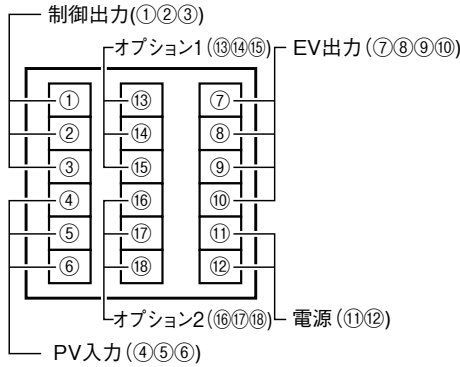 制御出力(①②③)
オプション1(⑬⑭⑮)
EV出力(⑦⑧⑨⑩)
① ⑬ ⑦
② ⑭ ⑧
③ ⑮ ⑨
④ ⑯ ⑩
⑤ ⑰ ⑪
⑥ ⑱ ⑫
オプション2(⑯⑰⑱)
電源(⑪⑫)
PV入力(④⑤⑥)